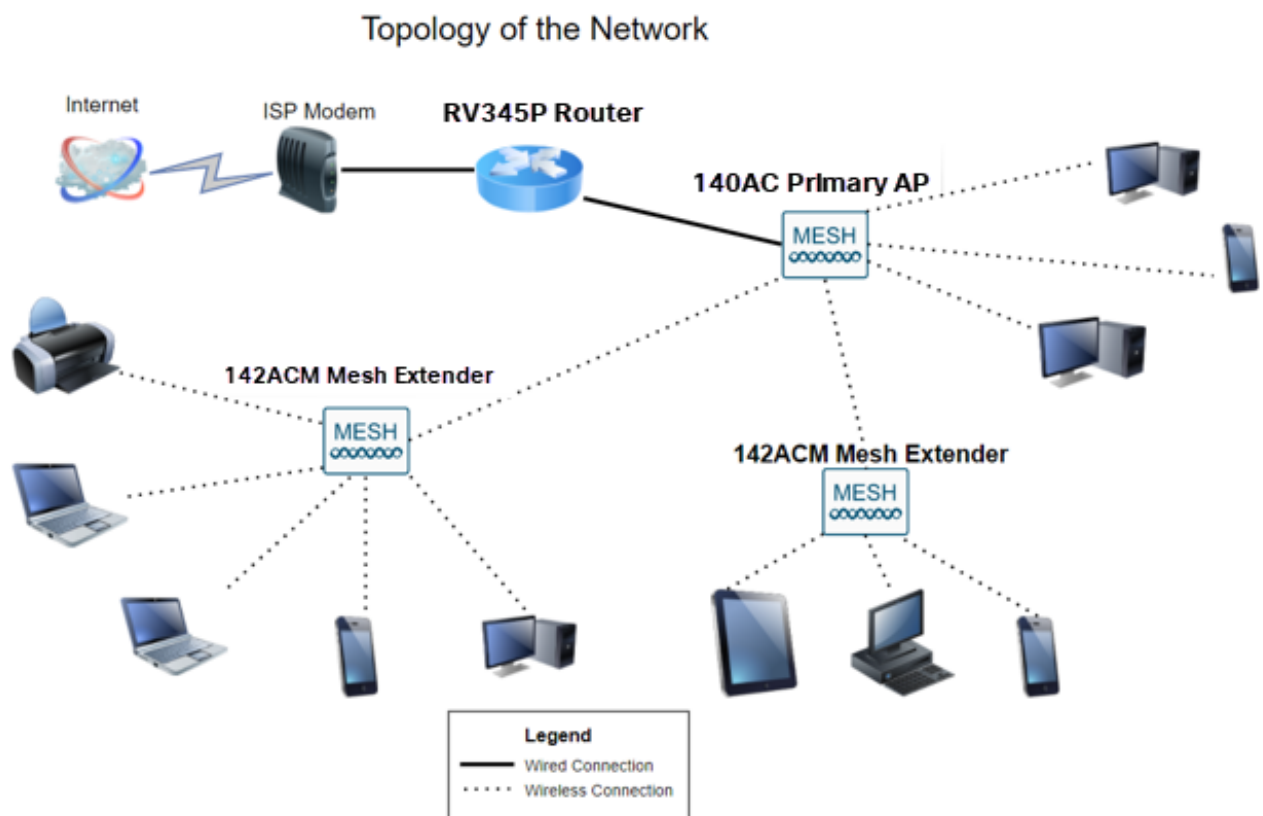 Topology of the Network
Internet
ISP Modem
RV345P Router
140AC PrImary AP
MESH
142ACM Mesh Extender
MESH
142ACM Mesh Extender
MESH
Legend
Wired Connection
Wireless Connection